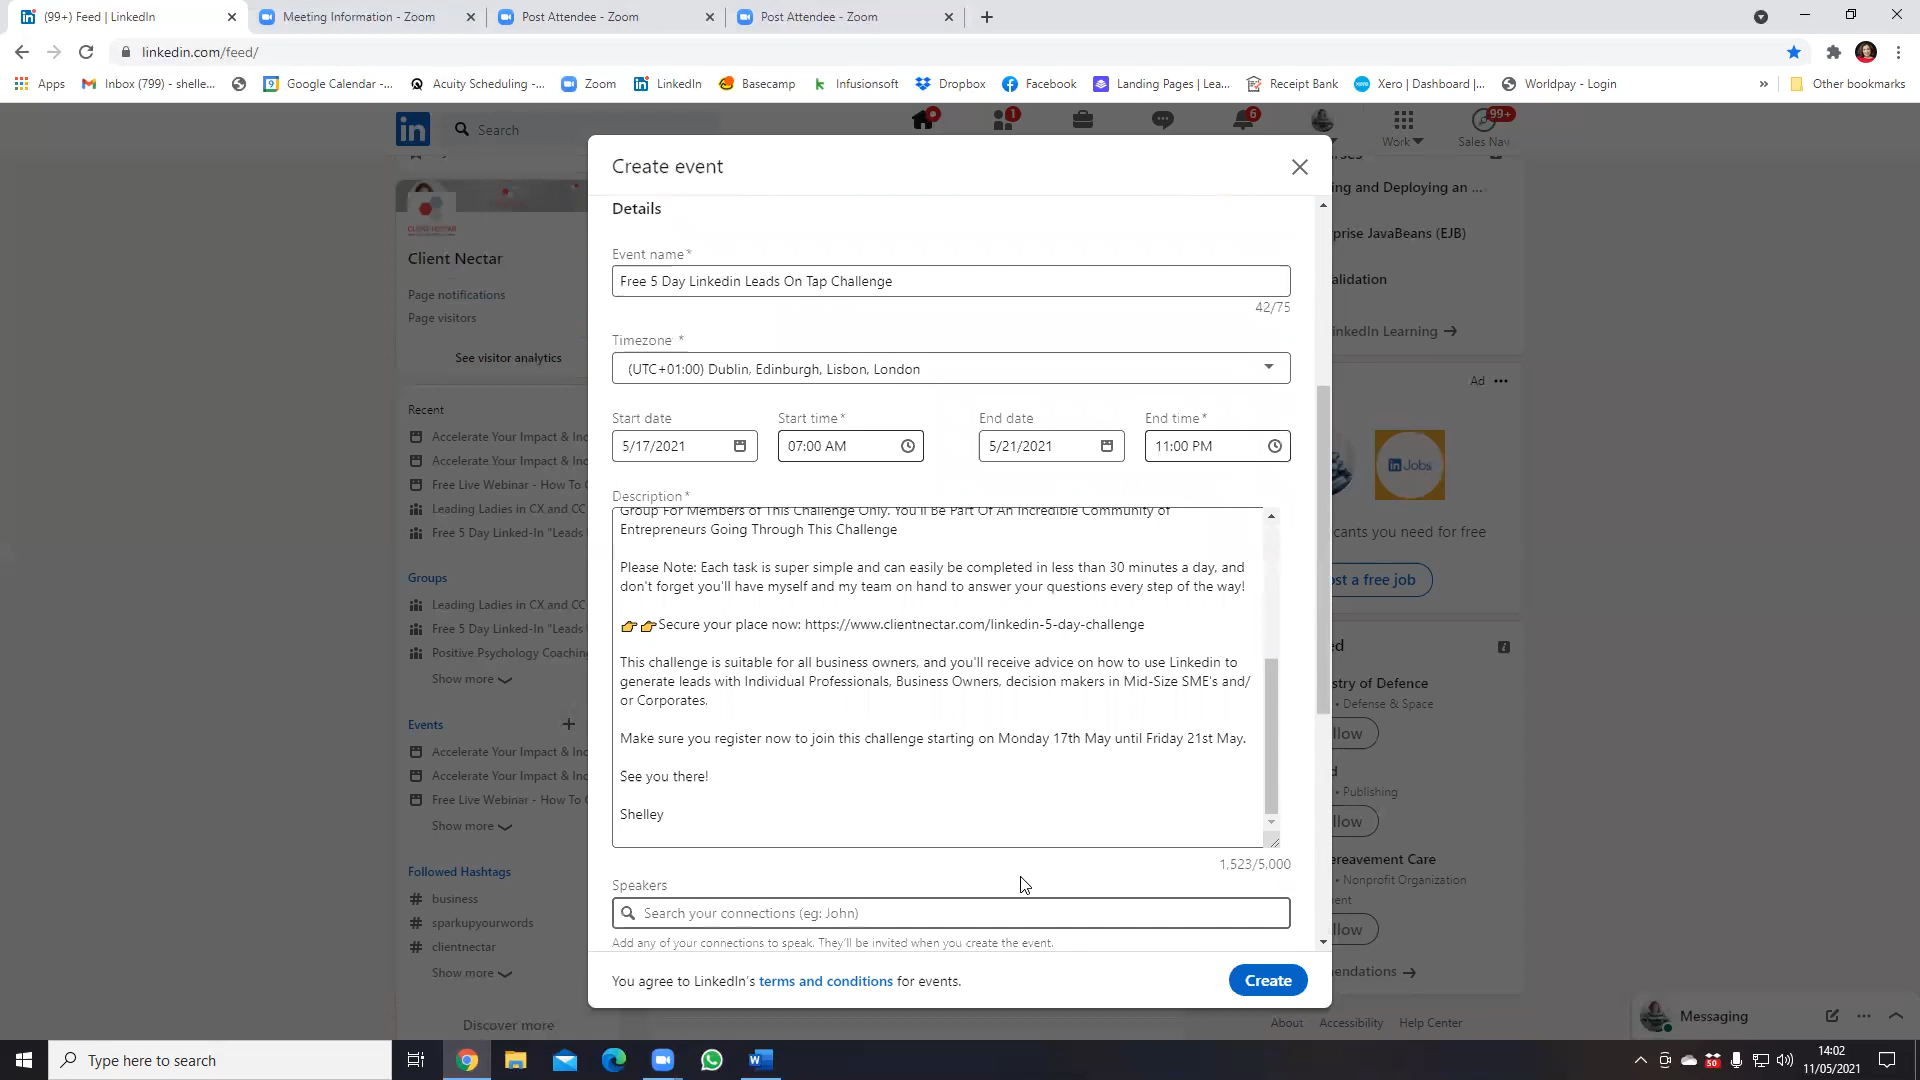 (99+) Feed | LinkedIn
Meeting Information - Zoom
Post Attendee - Zoom
Post Attendee - Zoom
linkedin.com/feed/
Apps
Inbox (799) - shelle...
Google Calendar -...
Acuity Scheduling -...
Zoom
LinkedIn
Basecamp
Infusionsoft
Dropbox
Facebook
Landing Pages | Lea...
Receipt Bank
Xero | Dashboard |...
Worldpay - Login
»
Other bookmarks
in
Search
1
6
Work
99+
Sales Nav
Client Nectar
Page notifications
Page visitors
See visitor analytics
Recent
Accelerate Your Impact & Inc
Accelerate Your Impact & Inc
Free Live Webinar - How To C
Leading Ladies in CX and CC
Free 5 Day Linked-In "Leads
Groups
Leading Ladies in CX and CC
Free 5 Day Linked-In "Leads
Positive Psychology Coaching
Show more
Events
Accelerate Your Impact & Inc
Accelerate Your Impact & Inc
Free Live Webinar - How To C
Show more
Followed Hashtags
# business
# sparkupyourwords
# clientnectar
Show more
Discover more
Create event
Details
Event name*
Free 5 Day Linkedin Leads On Tap Challenge
42/75
Timezone *
(UTC+01:00) Dublin, Edinburgh, Lisbon, London
Start date
Start time*
End date
End time*
5/17/2021
07:00 AM
5/21/2021
11:00 PM
Description*
Group For Members of This Challenge Only. You'll Be Part Of An Incredible Community of
Entrepreneurs Going Through This Challenge
Please Note: Each task is super simple and can easily be completed in less than 30 minutes a day, and
don't forget you'll have myself and my team on hand to answer your questions every step of the way!
👉👉Secure your place now: https://www.clientnectar.com/linkedin-5-day-challenge
This challenge is suitable for all business owners, and you'll receive advice on how to use Linkedin to
generate leads with Individual Professionals, Business Owners, decision makers in Mid-Size SME's and/
or Corporates.
Make sure you register now to join this challenge starting on Monday 17th May until Friday 21st May.
See you there!
Shelley
1,523/5,000
Speakers
Search your connections (eg: John)
Add any of your connections to speak. They'll be invited when you create the event.
You agree to LinkedIn's terms and conditions for events.
Create
ing and Deploying an ...
rprise JavaBeans (EJB)
alidation
inkedIn Learning →
Ad •••
in Jobs
cants you need for free
st a free job
ed
stry of Defence
• Defense & Space
llow
d
• Publishing
llow
ereavement Care
• Nonprofit Organization
ent
llow
endations →
About
Accessibility
Help Center
Messaging
Type here to search
50
14:02
11/05/2021